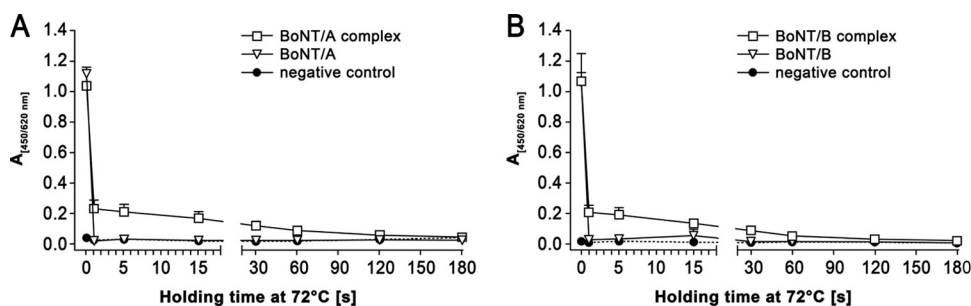 A
BoNT/A complex
BoNT/A
negative control
1.4
1.2
1.0
0.8
0.6
0.4
0.2
0.0
A[450/620 nm]
0 5 15 30 60 90 120 150 180
Holding time at 72°C [s]
B
BoNT/B complex
BoNT/B
negative control
1.4
1.2
1.0
0.8
0.6
0.4
0.2
0.0
A[450/620 nm]
0 5 15 30 60 90 120 150 180
Holding time at 72°C [s]